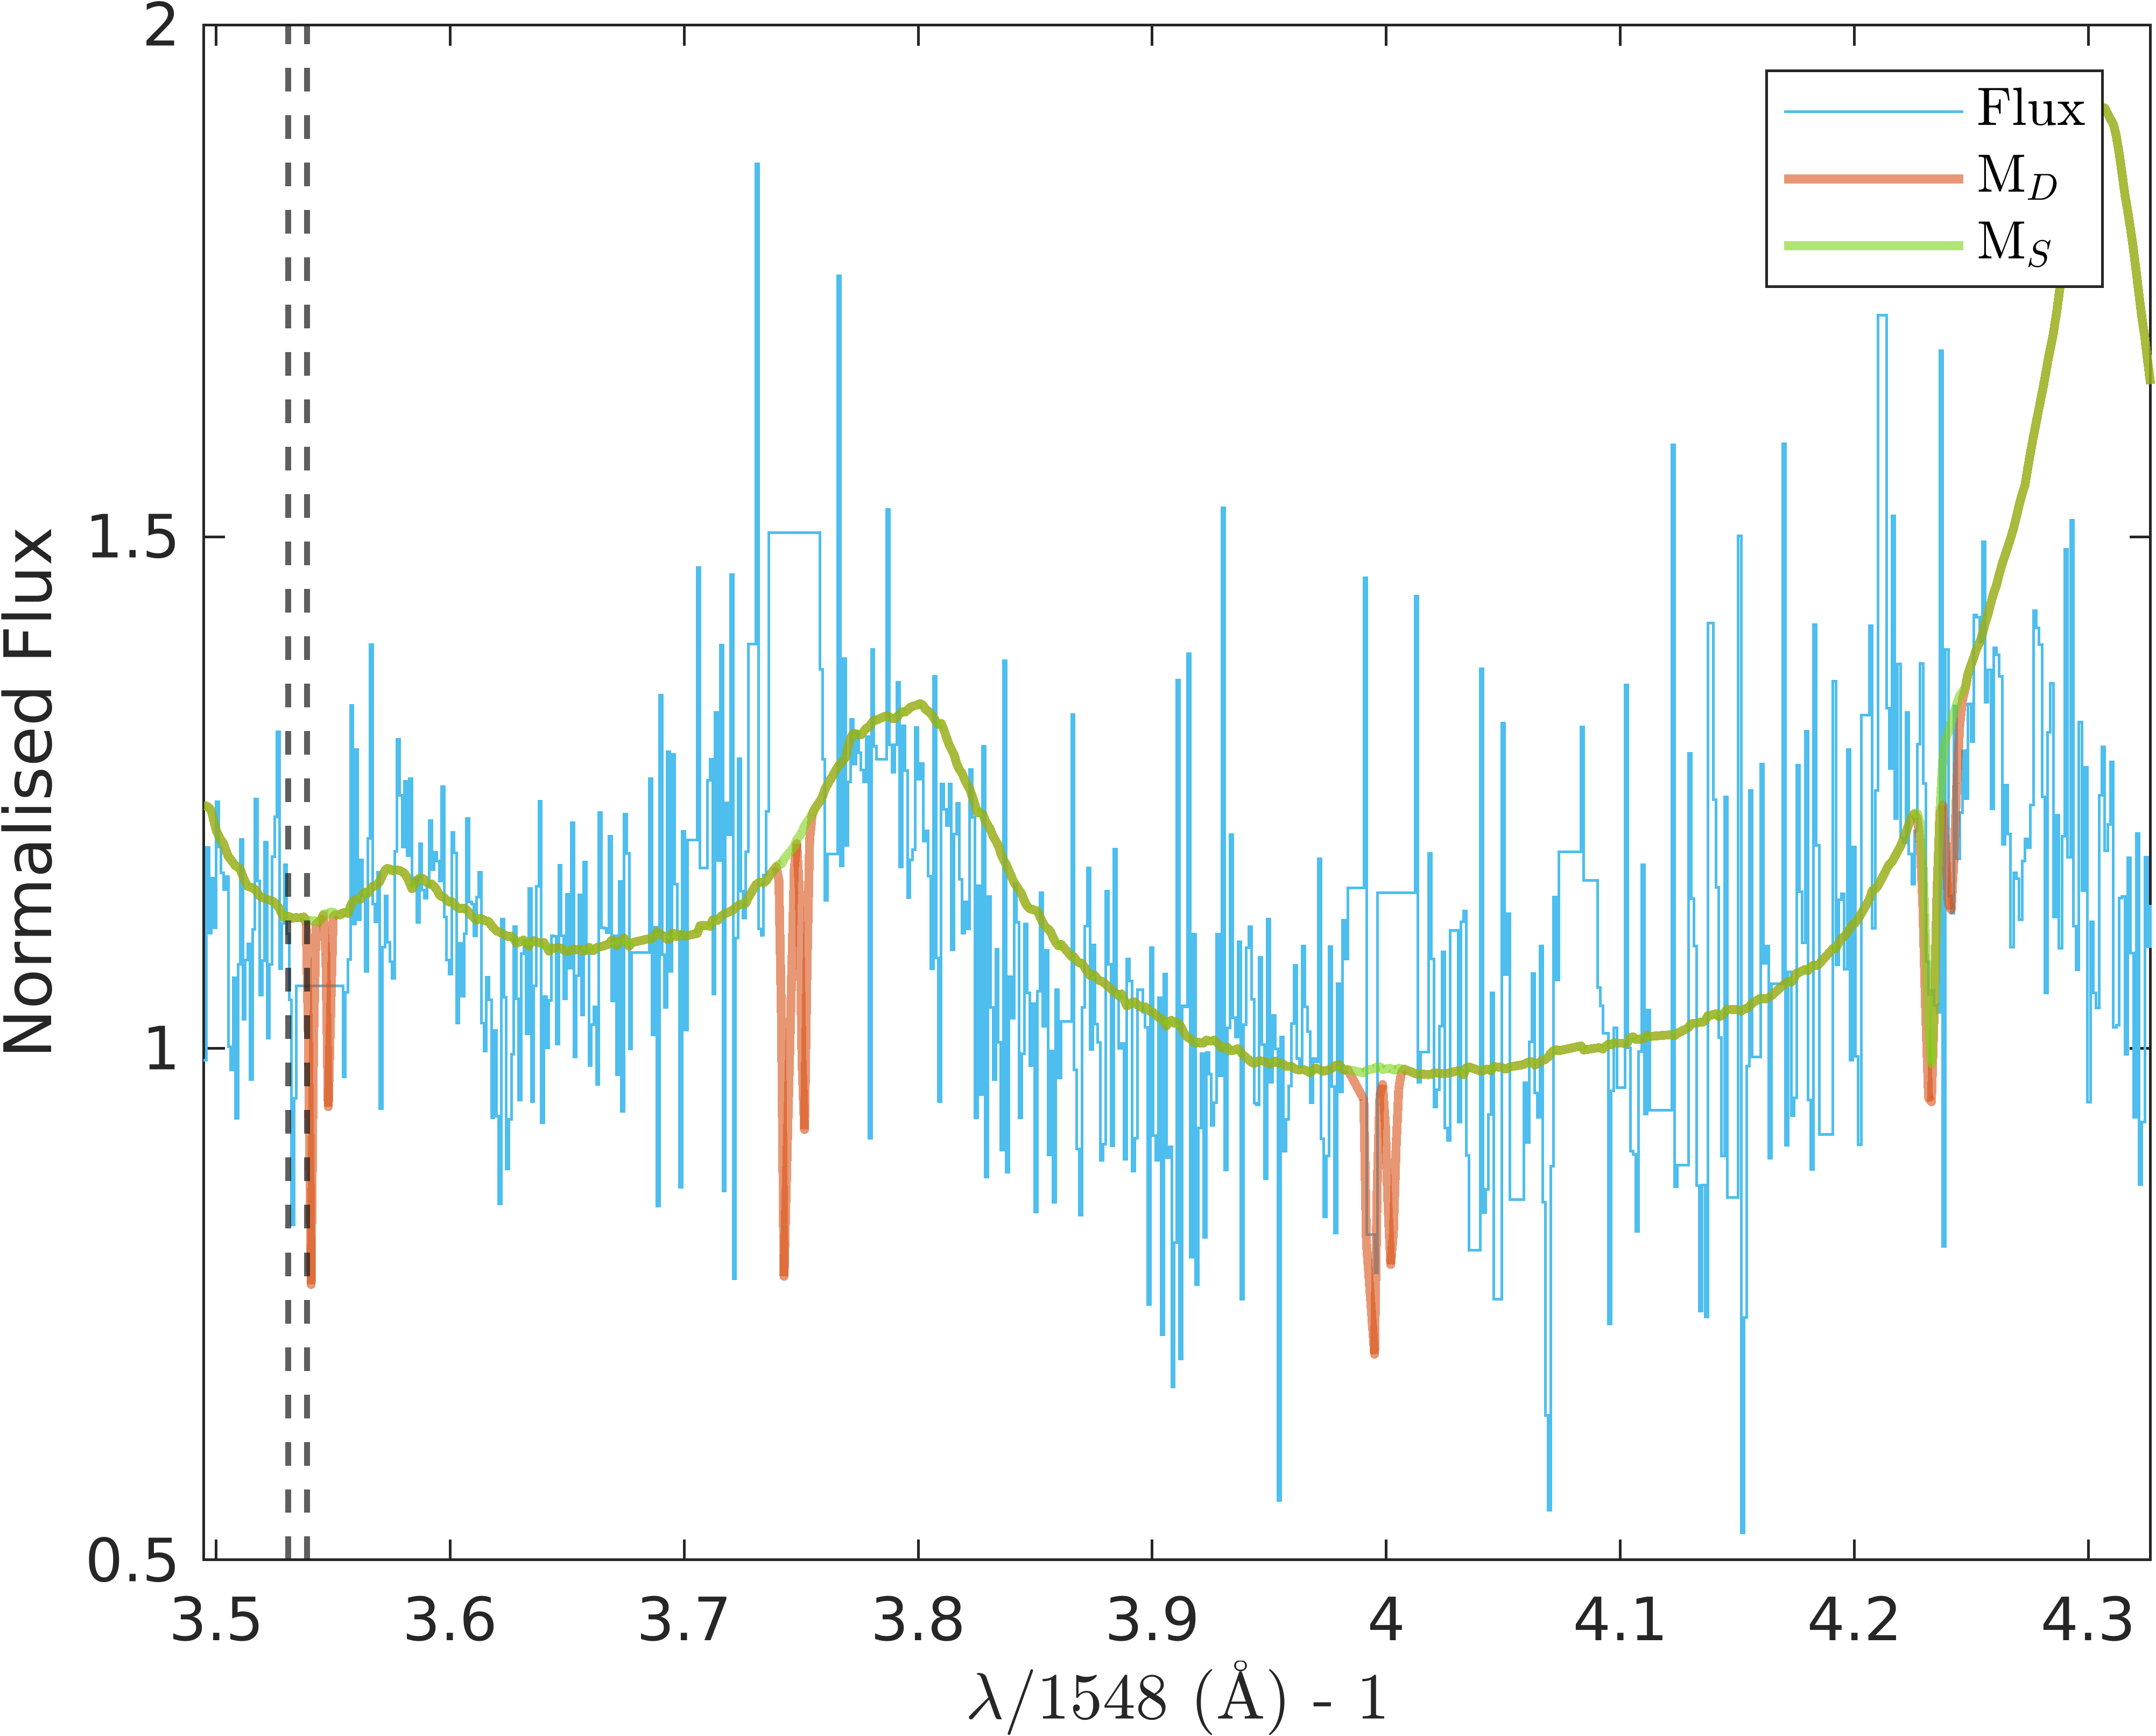 2
1.5
1
0.5
Normalised Flux
Flux
M_D
M_S
3.5 3.6 3.7 3.8 3.9 4 4.1 4.2 4.3
λ/1548 (Å) - 1